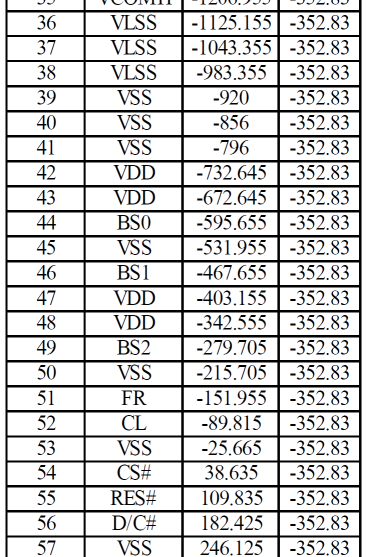 35 VCOMH -1200.955 -352.83
36 VLSS -1125.155 -352.83
37 VLSS -1043.355 -352.83
38 VLSS -983.355 -352.83
39 VSS -920 -352.83
40 VSS -856 -352.83
41 VSS -796 -352.83
42 VDD -732.645 -352.83
43 VDD -672.645 -352.83
44 BS0 -595.655 -352.83
45 VSS -531.955 -352.83
46 BS1 -467.655 -352.83
47 VDD -403.155 -352.83
48 VDD -342.555 -352.83
49 BS2 -279.705 -352.83
50 VSS -215.705 -352.83
51 FR -151.955 -352.83
52 CL -89.815 -352.83
53 VSS -25.665 -352.83
54 CS# 38.635 -352.83
55 RES# 109.835 -352.83
56 D/C# 182.425 -352.83
57 VSS 246.125 -352.83